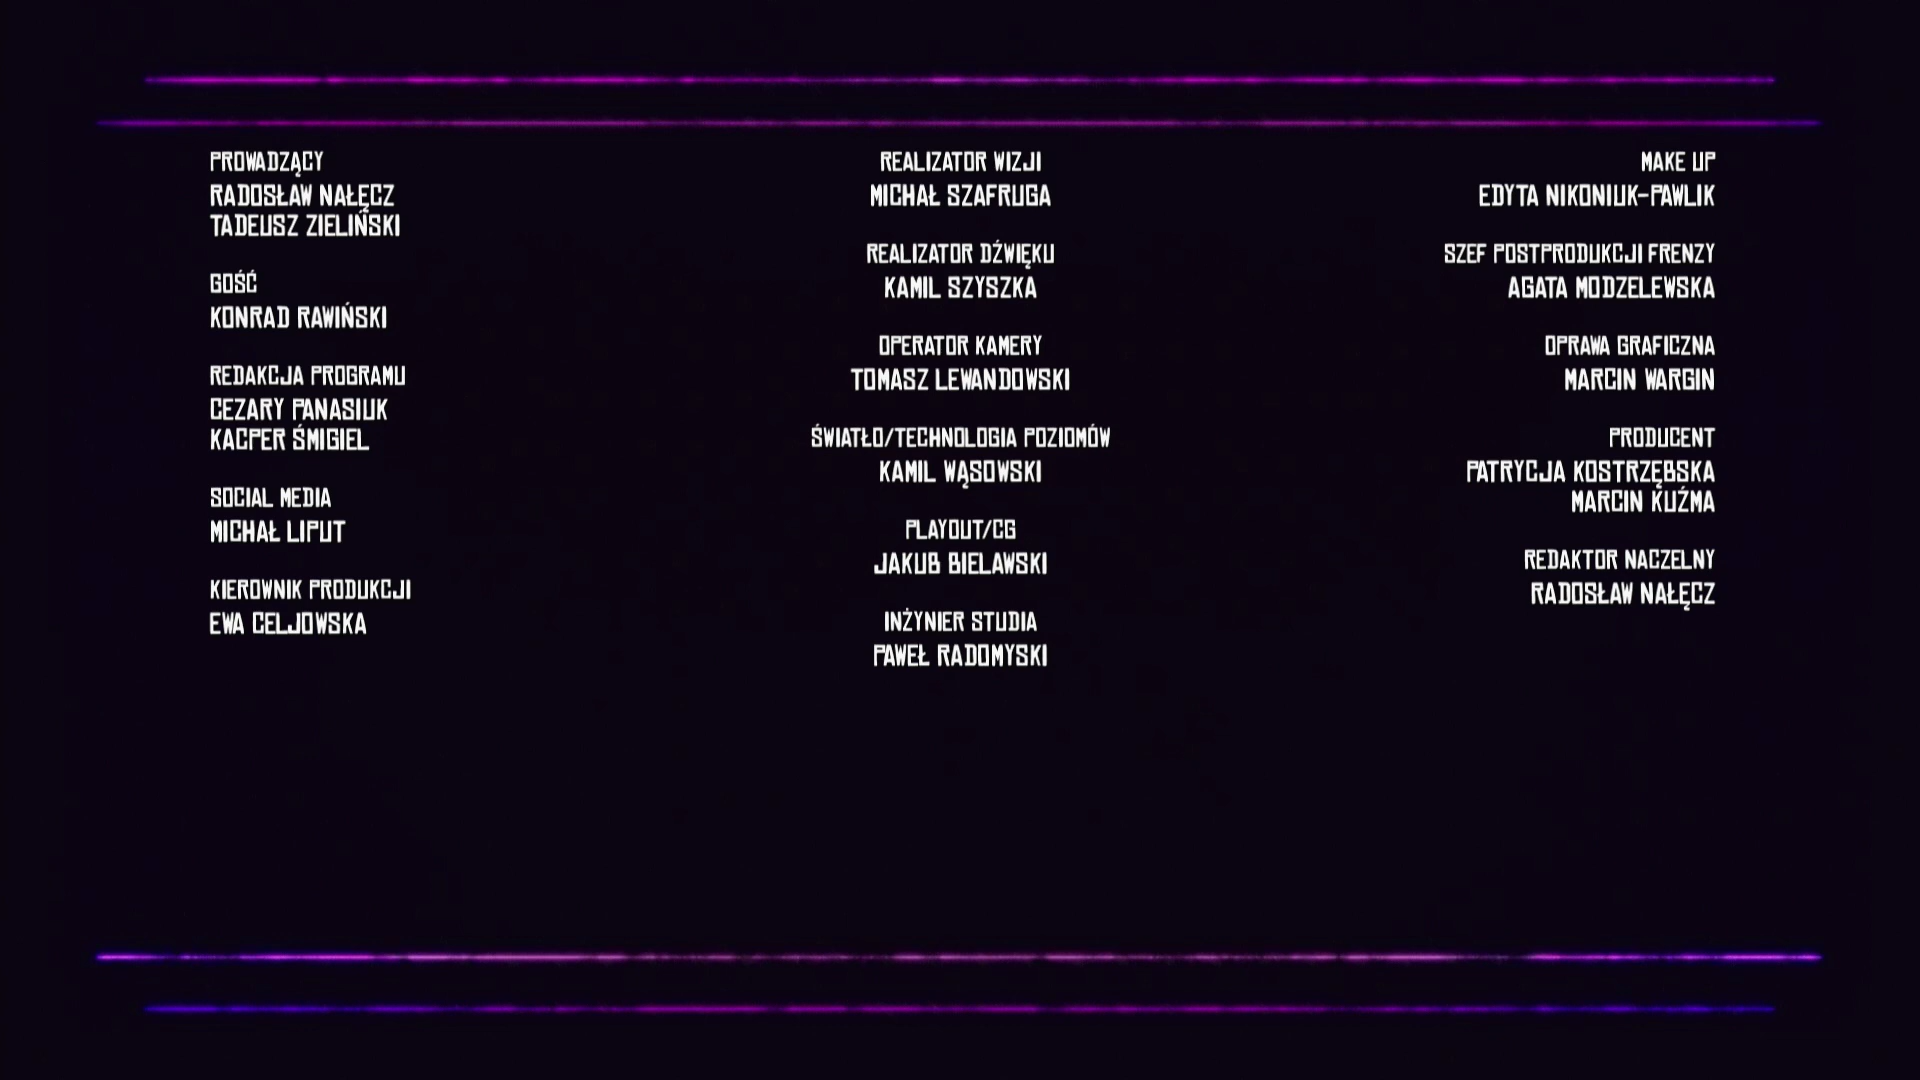 PROWADZĄCY
RADOSŁAW NAŁĘCZ
TADEUSZ ZIELIŃSKI
GOŚĆ
KONRAD RAWIŃSKI
REDAKCJA PROGRAMU
CEZARY PANASIUK
KACPER ŚMIGIEL
SOCIAL MEDIA
MICHAŁ LIPUT
KIEROWNIK PRODUKCJI
EWA CELJOWSKA
REALIZATOR WIZJI
MICHAŁ SZAFRUGA
REALIZATOR DŹWIĘKU
KAMIL SZYSZKA
OPERATOR KAMERY
TOMASZ LEWANDOWSKI
ŚWIATŁO/TECHNOLOGIA POZIOMÓW
KAMIL WĄSOWSKI
PLAYOUT/CG
JAKUB BIELAWSKI
INŻYNIER STUDIA
PAWEŁ RADOMYSKI
MAKE UP
EDYTA NIKONIUK-PAWLIK
SZEF POSTPRODUKCJI FRENZY
AGATA MODZELEWSKA
OPRAWA GRAFICZNA
MARCIN WARGIN
PRODUCENT
PATRYCJA KOSTRZĘBSKA
MARCIN KUŹMA
REDAKTOR NACZELNY
RADOSŁAW NAŁĘCZ